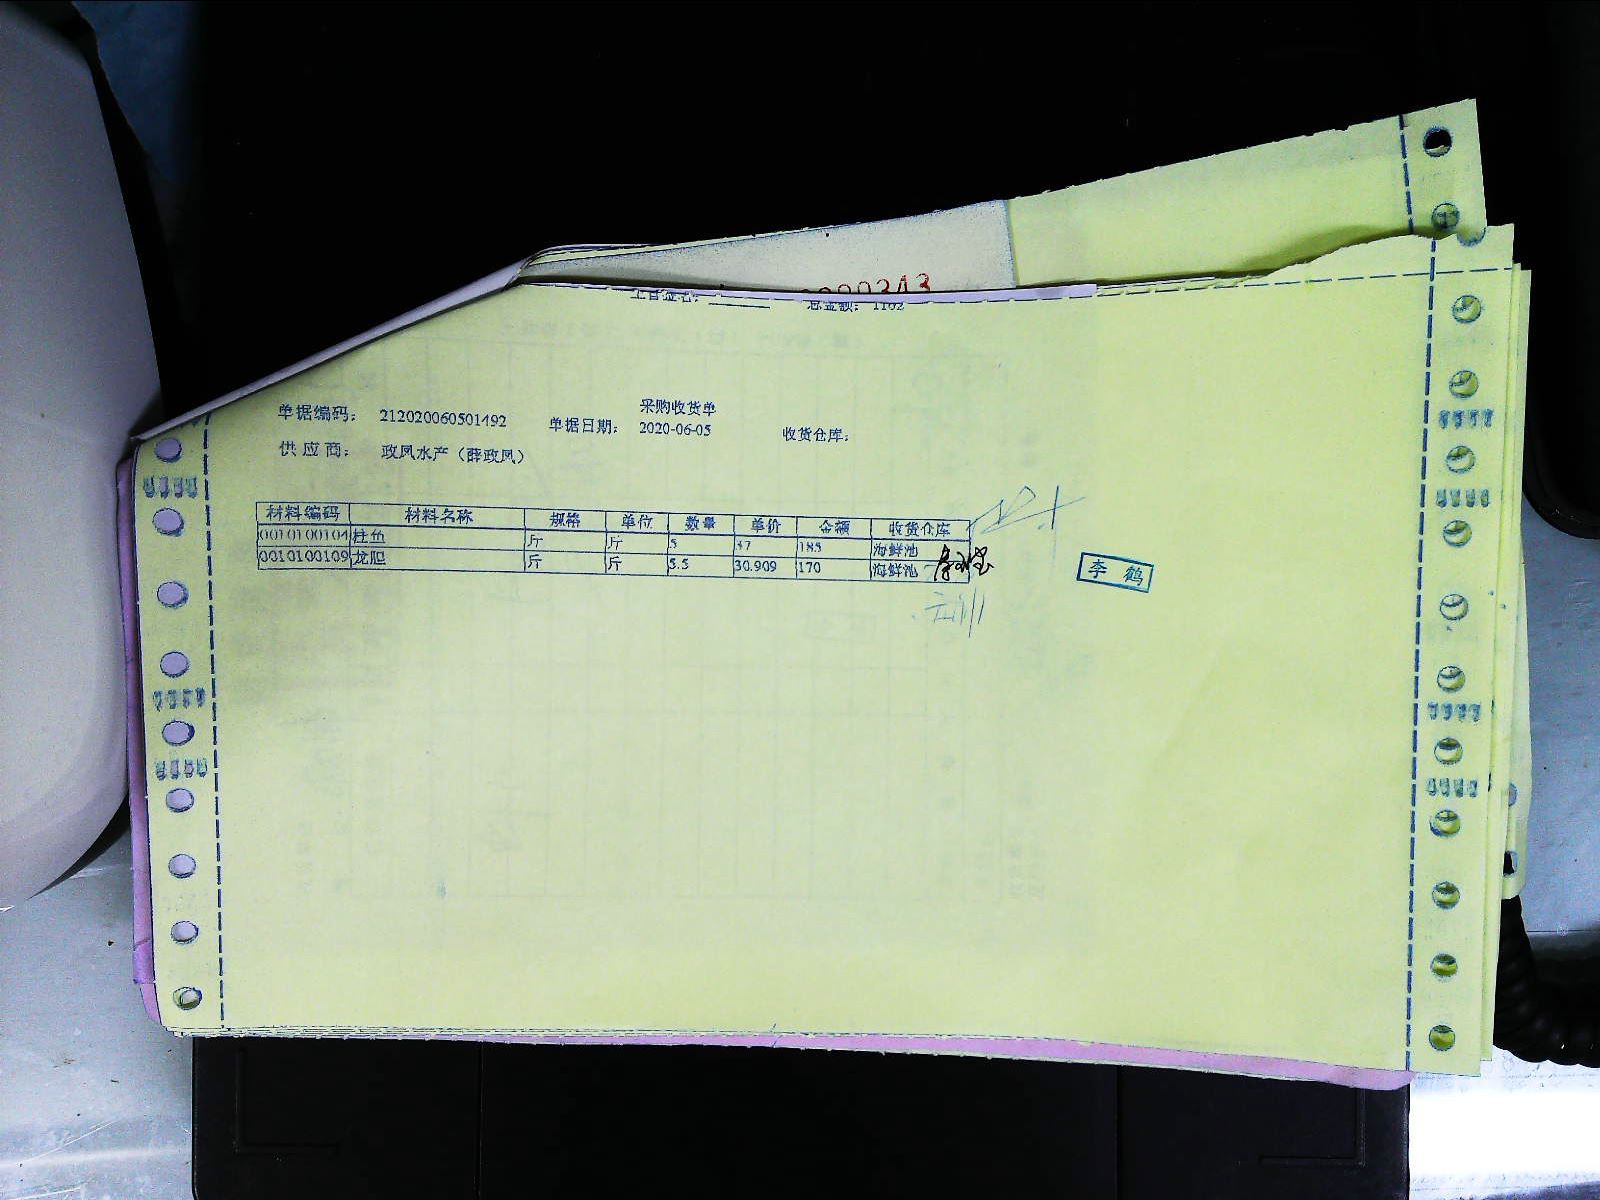 总金额： 1102
采购收货单
单据编码： 212020060501492 单据日期： 2020-06-05 收货仓库：
供应商： 政凤水产（薛政凤）
材料编码 材料名称 规格 单位 数量 单价 金额 收货仓库
0010100104 桂鱼 斤 斤 5 37 185 海鲜池
0010100109 龙胆 斤 斤 5.5 30.909 170 海鲜池
李鹤